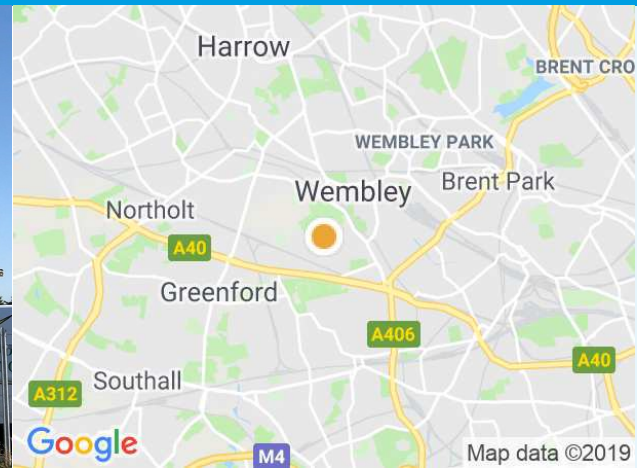 Harrow
BRENT CRO
WEMBLEY PARK
Wembley
Brent Park
Northolt
A40
Greenford
A406
A40
Southall
A312
Google
M4
Map data ©2019